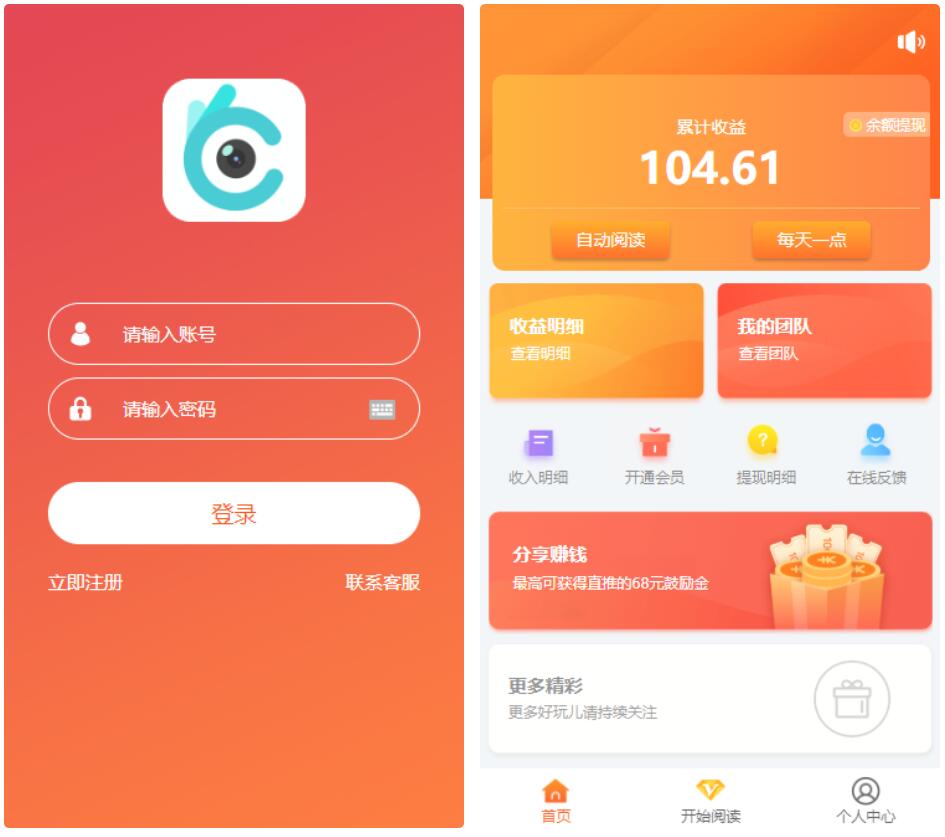 请输入账号
请输入密码
登录
立即注册
联系客服
累计收益
余额提现
104.61
自动阅读
每天一点
收益明细
查看明细
我的团队
查看团队
收入明细
开通会员
提现明细
在线反馈
分享赚钱
最高可获得直推的68元鼓励金
更多精彩
更多好玩儿请持续关注
首页
开始阅读
个人中心